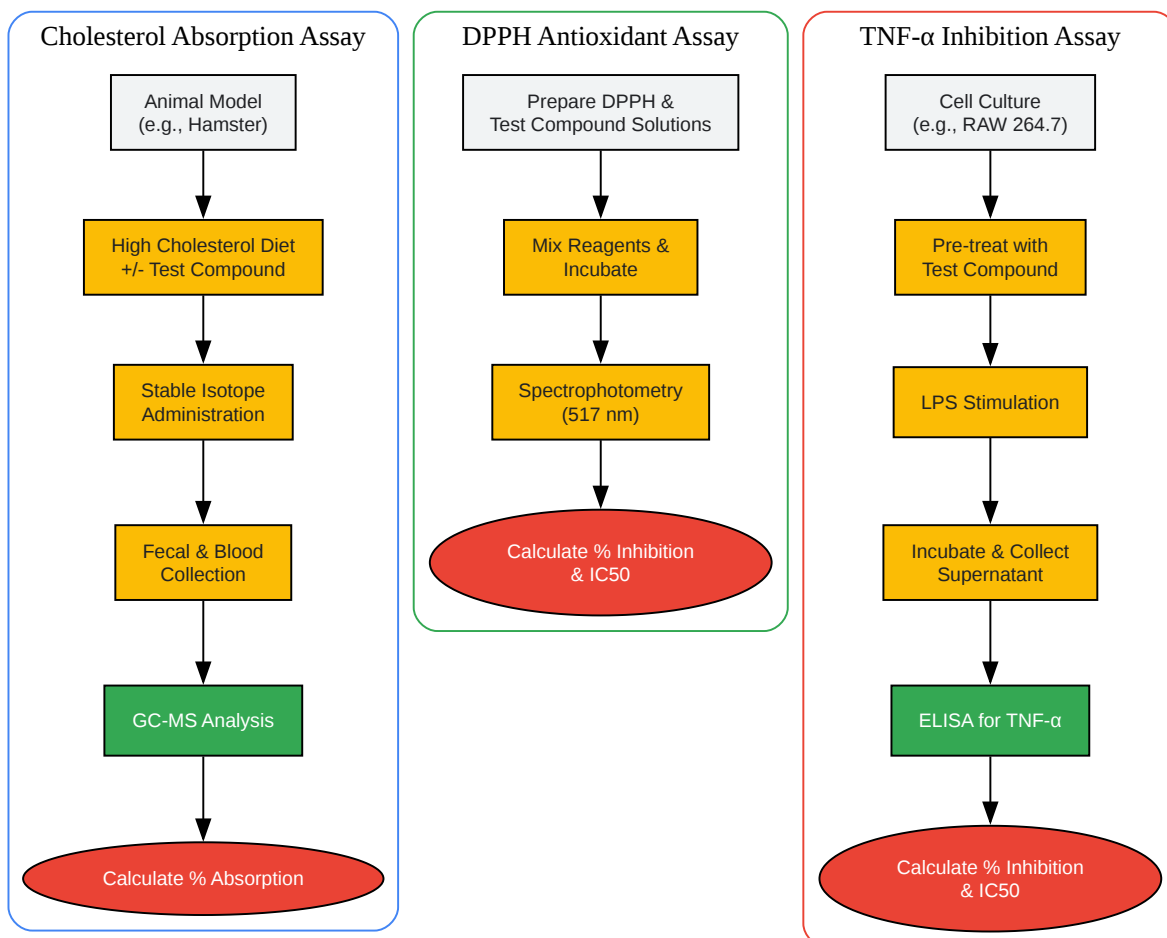 Cholesterol Absorption Assay
Animal Model
(e.g., Hamster)
High Cholesterol Diet
+/- Test Compound
Stable Isotope
Administration
Fecal & Blood
Collection
GC-MS Analysis
Calculate % Absorption
DPPH Antioxidant Assay
Prepare DPPH &
Test Compound Solutions
Mix Reagents &
Incubate
Spectrophotometry
(517 nm)
Calculate % Inhibition
& IC50
TNF-α Inhibition Assay
Cell Culture
(e.g., RAW 264.7)
Pre-treat with
Test Compound
LPS Stimulation
Incubate & Collect
Supernatant
ELISA for TNF-α
Calculate % Inhibition
& IC50